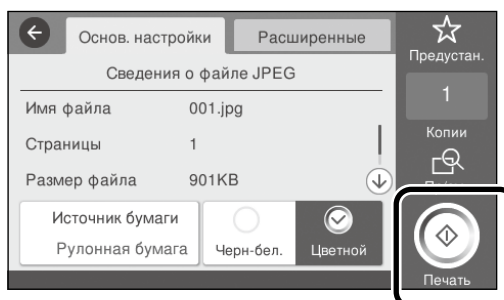 Основ. настройки
Расширенные
Предустан.
Сведения о файле JPEG
Имя файла 001.jpg
1
Страницы 1
Копии
Размер файла 901KB
Источник бумаги
Рулонная бумага
Черн-бел.
Цветной
Печать